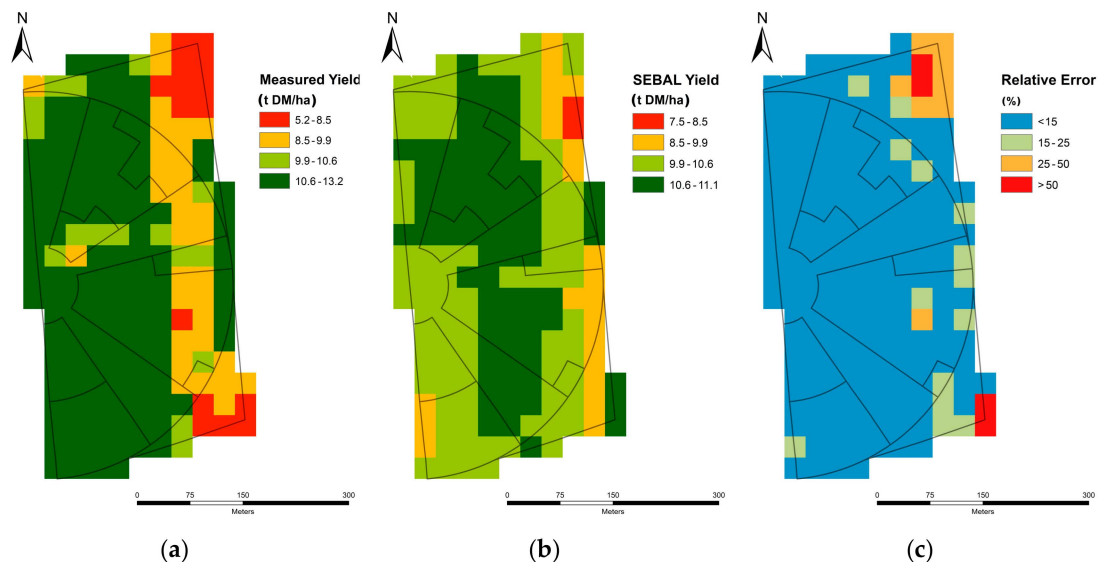 N
Measured Yield
(t DM/ha)
5.2 - 8.5
8.5 - 9.9
9.9 - 10.6
10.6 - 13.2
0 75 150 300
Meters
(a)
N
SEBAL Yield
(t DM/ha)
7.5 - 8.5
8.5 - 9.9
9.9 - 10.6
10.6 - 11.1
0 75 150 300
Meters
(b)
N
Relative Error
(%)
<15
15 - 25
25 - 50
> 50
0 75 150 300
Meters
(c)